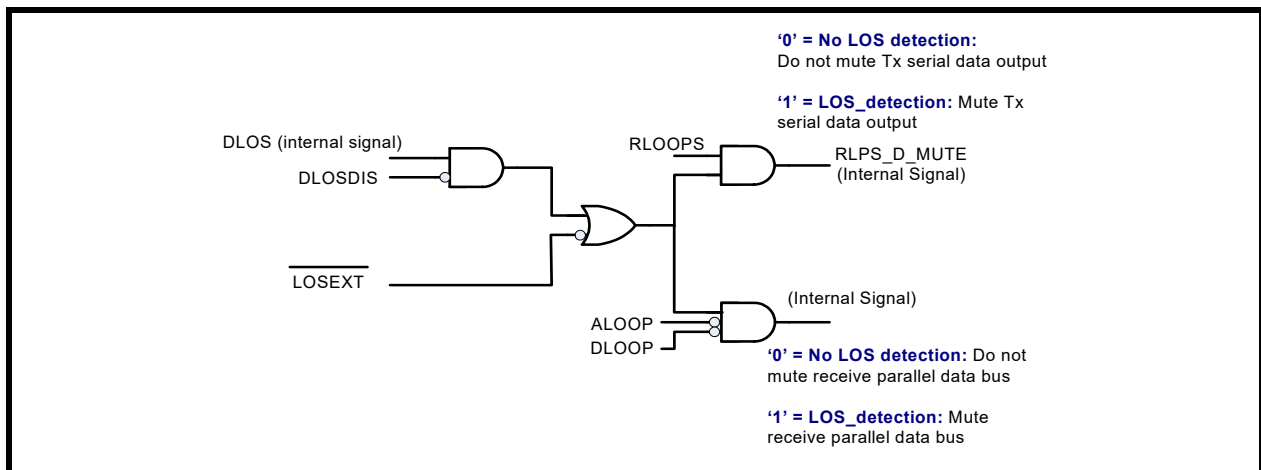 ‘0’ = No LOS detection:
Do not mute Tx serial data output
‘1’ = LOS_detection: Mute Tx
serial data output
DLOS (internal signal)
DLOSDIS
RLOOPS
RLPS_D_MUTE
(Internal Signal)
LOSEXT
(Internal Signal)
ALOOP
DLOOP
‘0’ = No LOS detection: Do not
mute receive parallel data bus
‘1’ = LOS_detection: Mute
receive parallel data bus